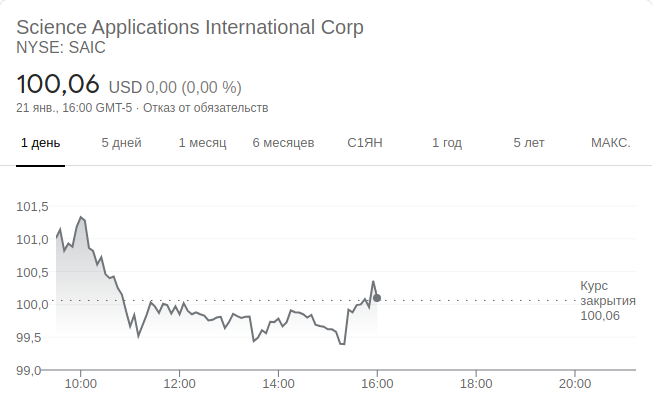 Science Applications International Corp
NYSE: SAIC
100,06 USD 0,00 (0,00 %)
21 янв., 16:00 GMT-5 · Отказ от обязательств
1 день 5 дней 1 месяц 6 месяцев С1ЯН 1 год 5 лет МАКС.
101,5
101,0
100,5
100,0
99,5
99,0
Курс
закрытия
100,06
10:00 12:00 14:00 16:00 18:00 20:00